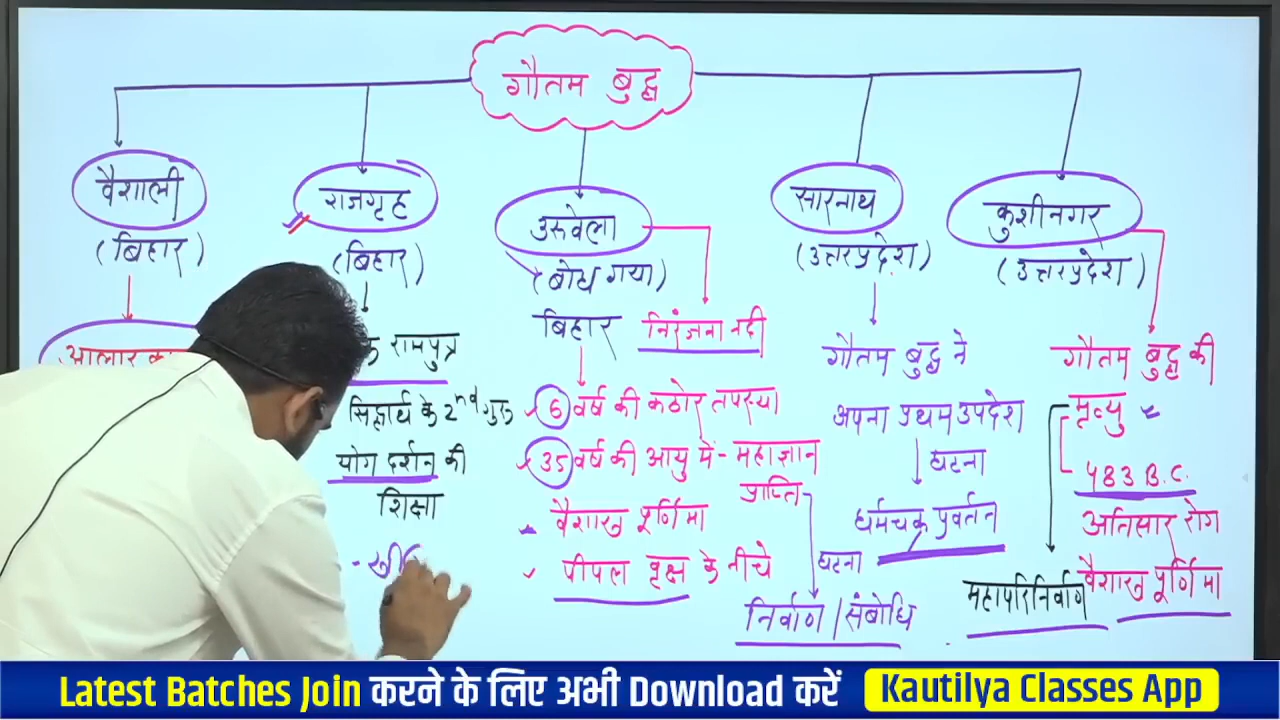 गौतम बुद्ध
वैशाली
(बिहार)
राजगृह
(बिहार)
रामपुत्र
सिद्धार्थ के 2nd गुरु
योग दर्शन की
शिक्षा
उरुवेला
(बोध गया)
बिहार
निरंजना नदी
6 वर्ष की कठोर तपस्या
35 वर्ष की आयु में - महाज्ञान
प्राप्ति
वैशाख पूर्णिमा
पीपल वृक्ष के नीचे
घटना
निर्वाण / संबोधि
सारनाथ
(उत्तरप्रदेश)
गौतम बुद्ध ने
अपना प्रथम उपदेश
घटना
धर्मचक्र प्रवर्तन
कुशीनगर
(उत्तरप्रदेश)
गौतम बुद्ध की
मृत्यु
483 B.C.
अतिसार रोग
वैशाख पूर्णिमा
महापरिनिर्वाण
आलार
Latest Batches Join करने के लिए अभी Download करें
Kautilya Classes App